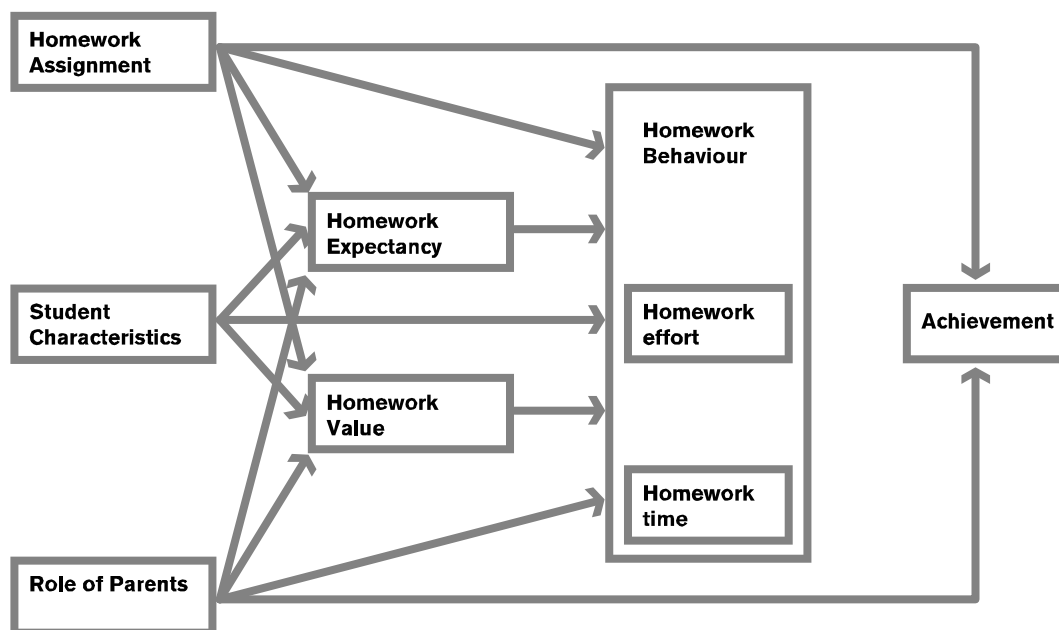 Homework
Assignment
Homework
Behaviour
Homework
Expectancy
Student
Characteristics
Homework
effort
Achievement
Homework
Value
Homework
time
Role of Parents